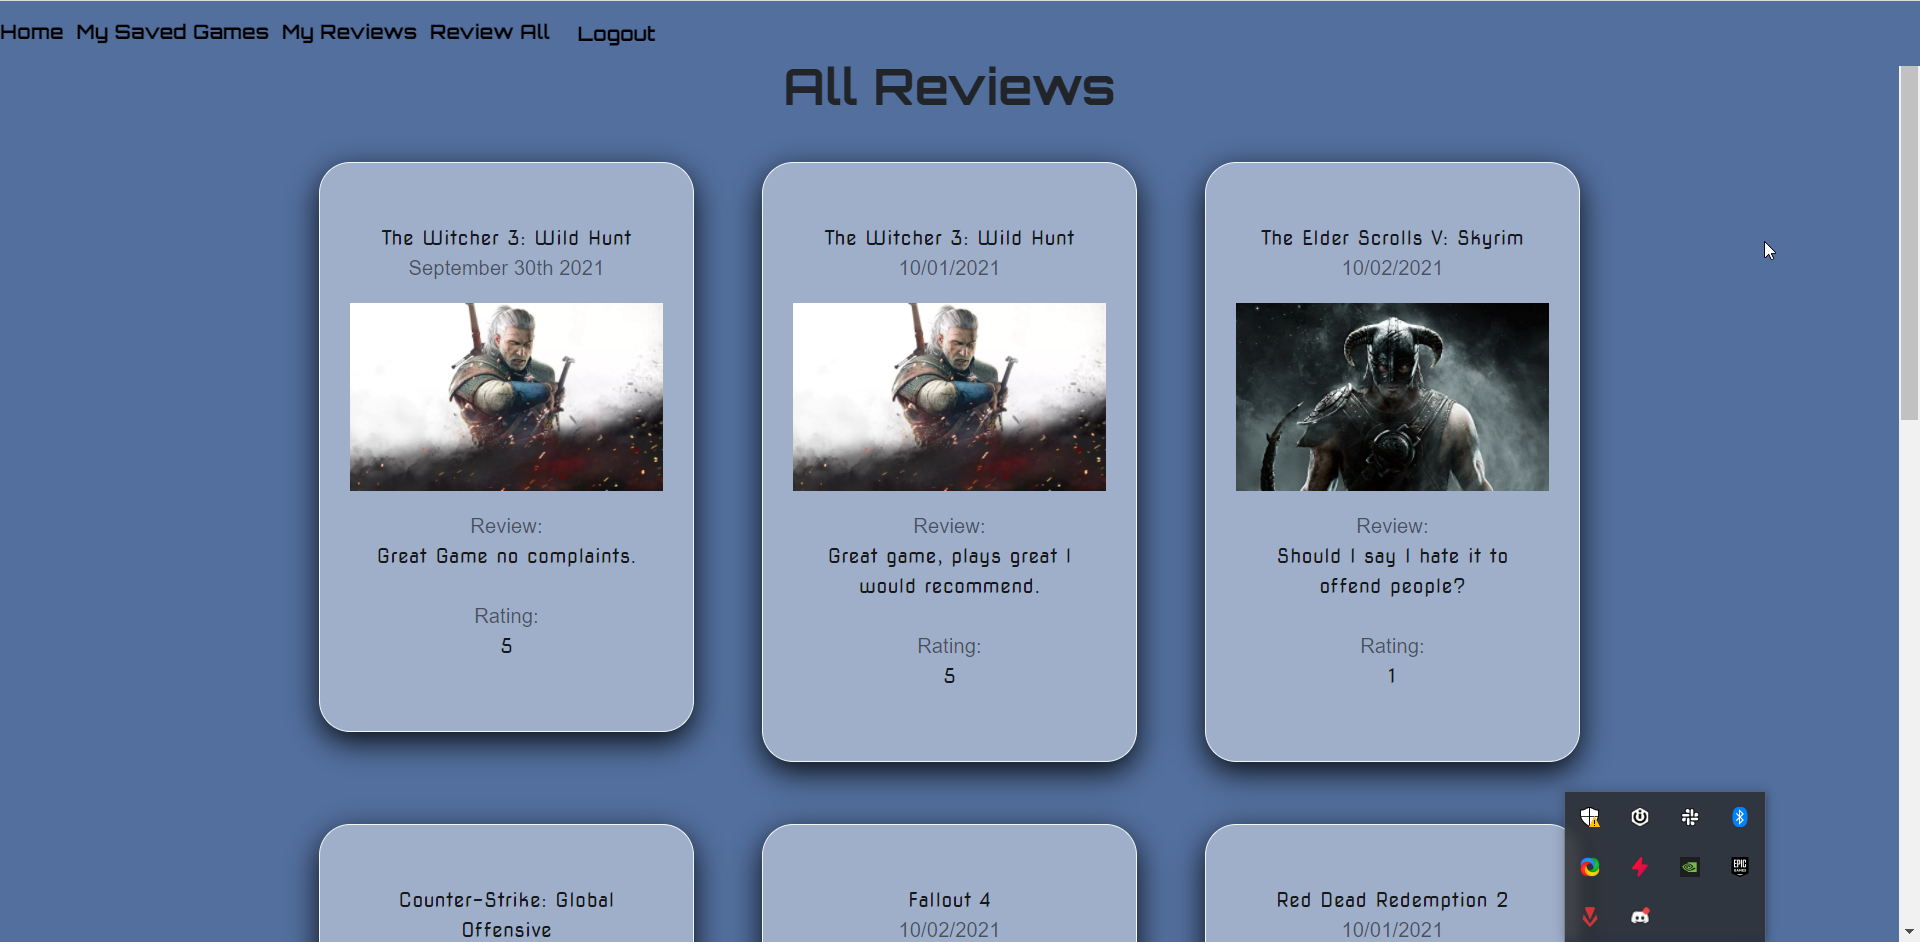 Home My Saved Games My Reviews Review All Logout
All Reviews
The Witcher 3: Wild Hunt
September 30th 2021
Review:
Great Game no complaints.
Rating:
5
The Witcher 3: Wild Hunt
10/01/2021
Review:
Great game, plays great I
would recommend.
Rating:
5
The Elder Scrolls V: Skyrim
10/02/2021
Review:
Should I say I hate it to
offend people?
Rating:
1
Counter-Strike: Global
Offensive
Fallout 4
10/02/2021
Red Dead Redemption 2
10/01/2021
EPIC
GAMES